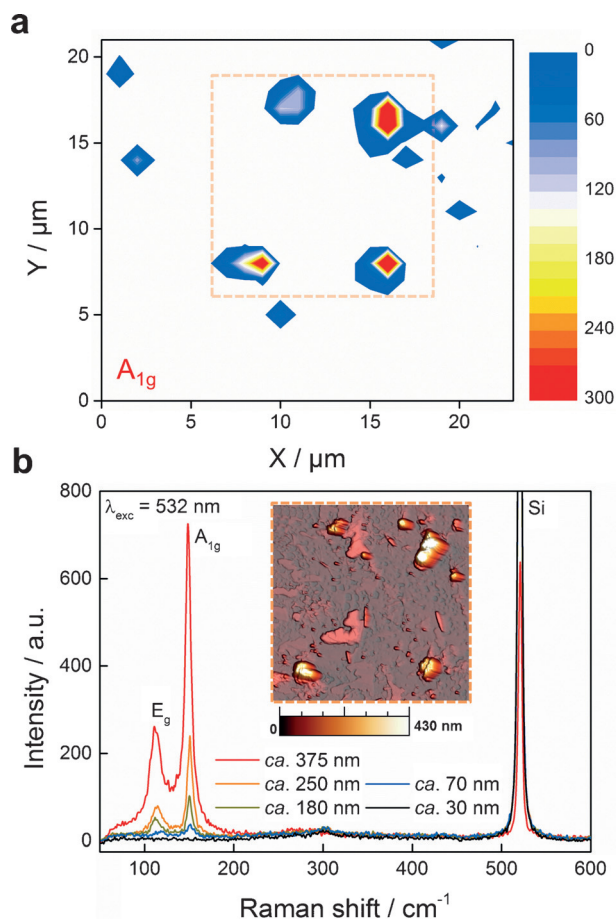 a
20
15
10
5
0
Y / µm
A1g
0 5 10 15 20
X / µm
0
60
120
180
240
300
b
800
600
400
200
0
Intensity / a.u.
λexc = 532 nm
A1g
Eg
Si
0 430 nm
ca. 375 nm
ca. 250 nm ca. 70 nm
ca. 180 nm ca. 30 nm
100 200 300 400 500 600
Raman shift / cm-1